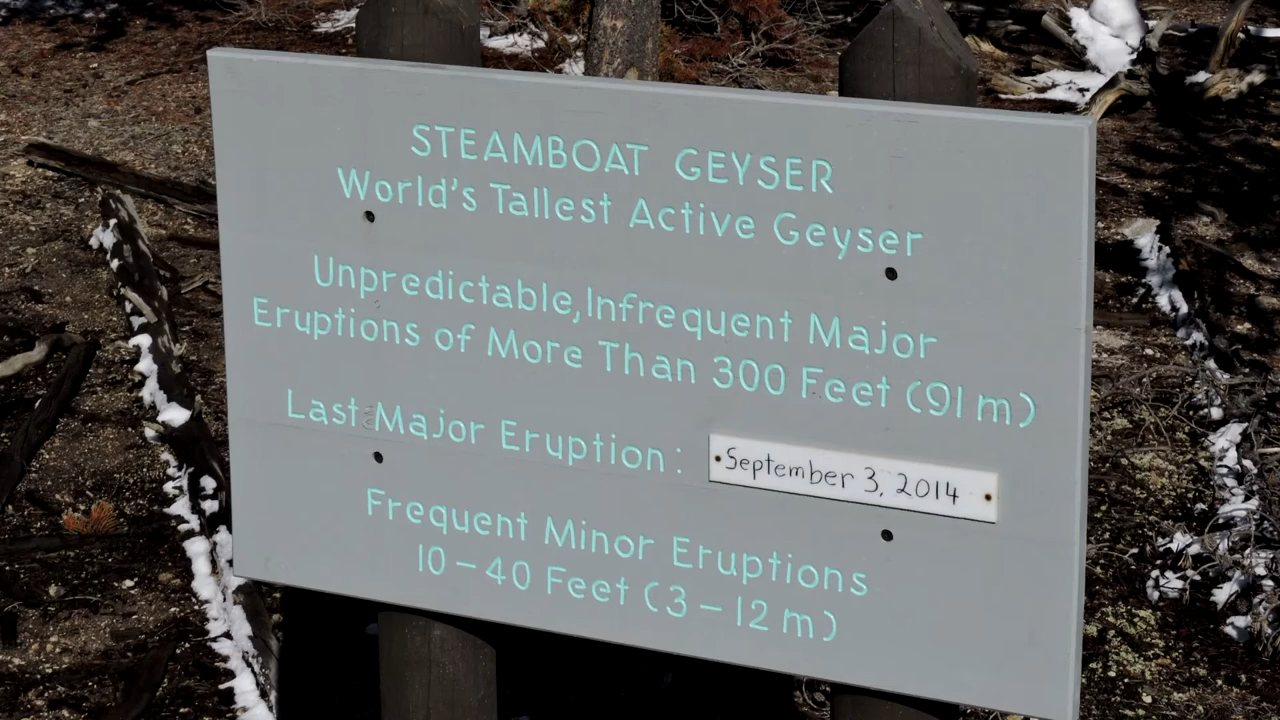 STEAMBOAT GEYSER
World's Tallest Active Geyser
Unpredictable, Infrequent Major
Eruptions of More Than 300 Feet (91 m)
Last Major Eruption: September 3, 2014
Frequent Minor Eruptions
10 – 40 Feet (3 – 12 m)